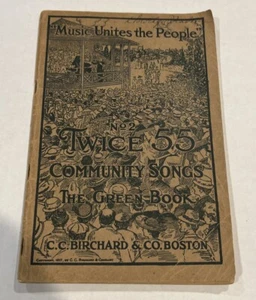 "Music Unites the People"
No 2
TWICE 55
COMMUNITY SONGS
THE GREEN BOOK
C. C. BIRCHARD & CO. BOSTON